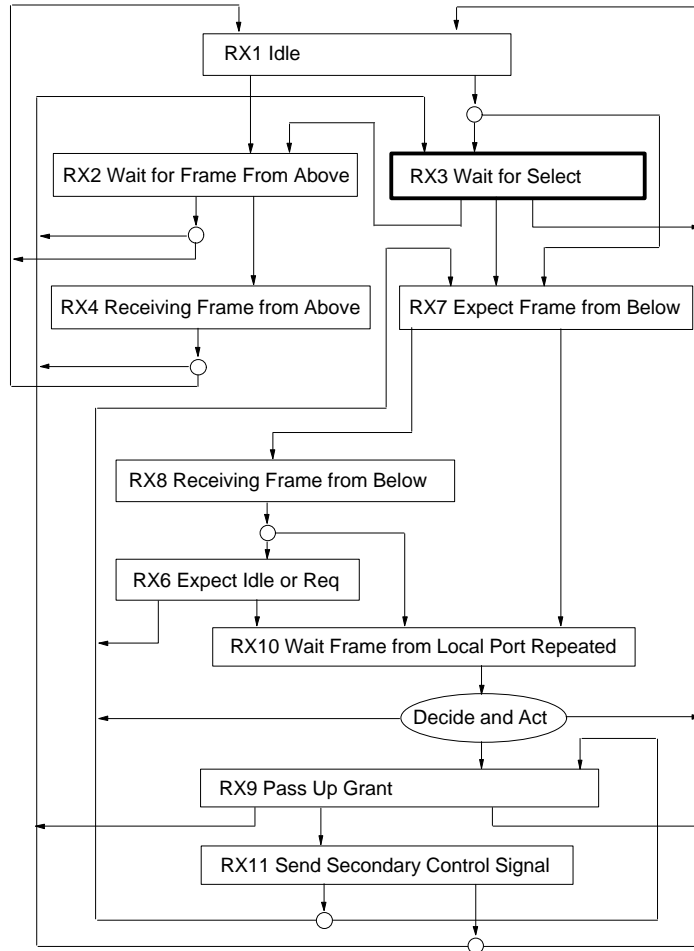 RX1 Idle
RX2 Wait for Frame From Above
RX3 Wait for Select
RX4 Receiving Frame from Above
RX7 Expect Frame from Below
RX8 Receiving Frame from Below
RX6 Expect Idle or Req
RX10 Wait Frame from Local Port Repeated
Decide and Act
RX9 Pass Up Grant
RX11 Send Secondary Control Signal